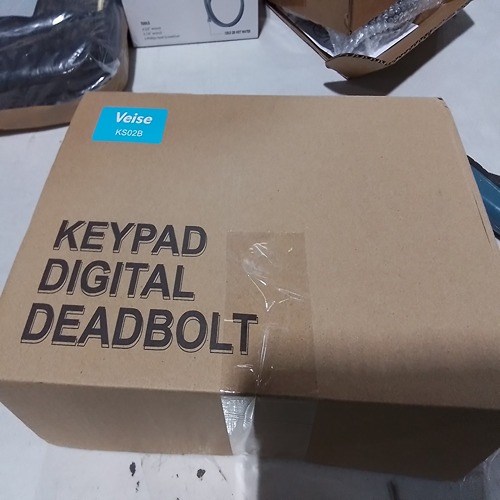 Veise
KS02B
KEYPAD
DIGITAL
DEADBOLT